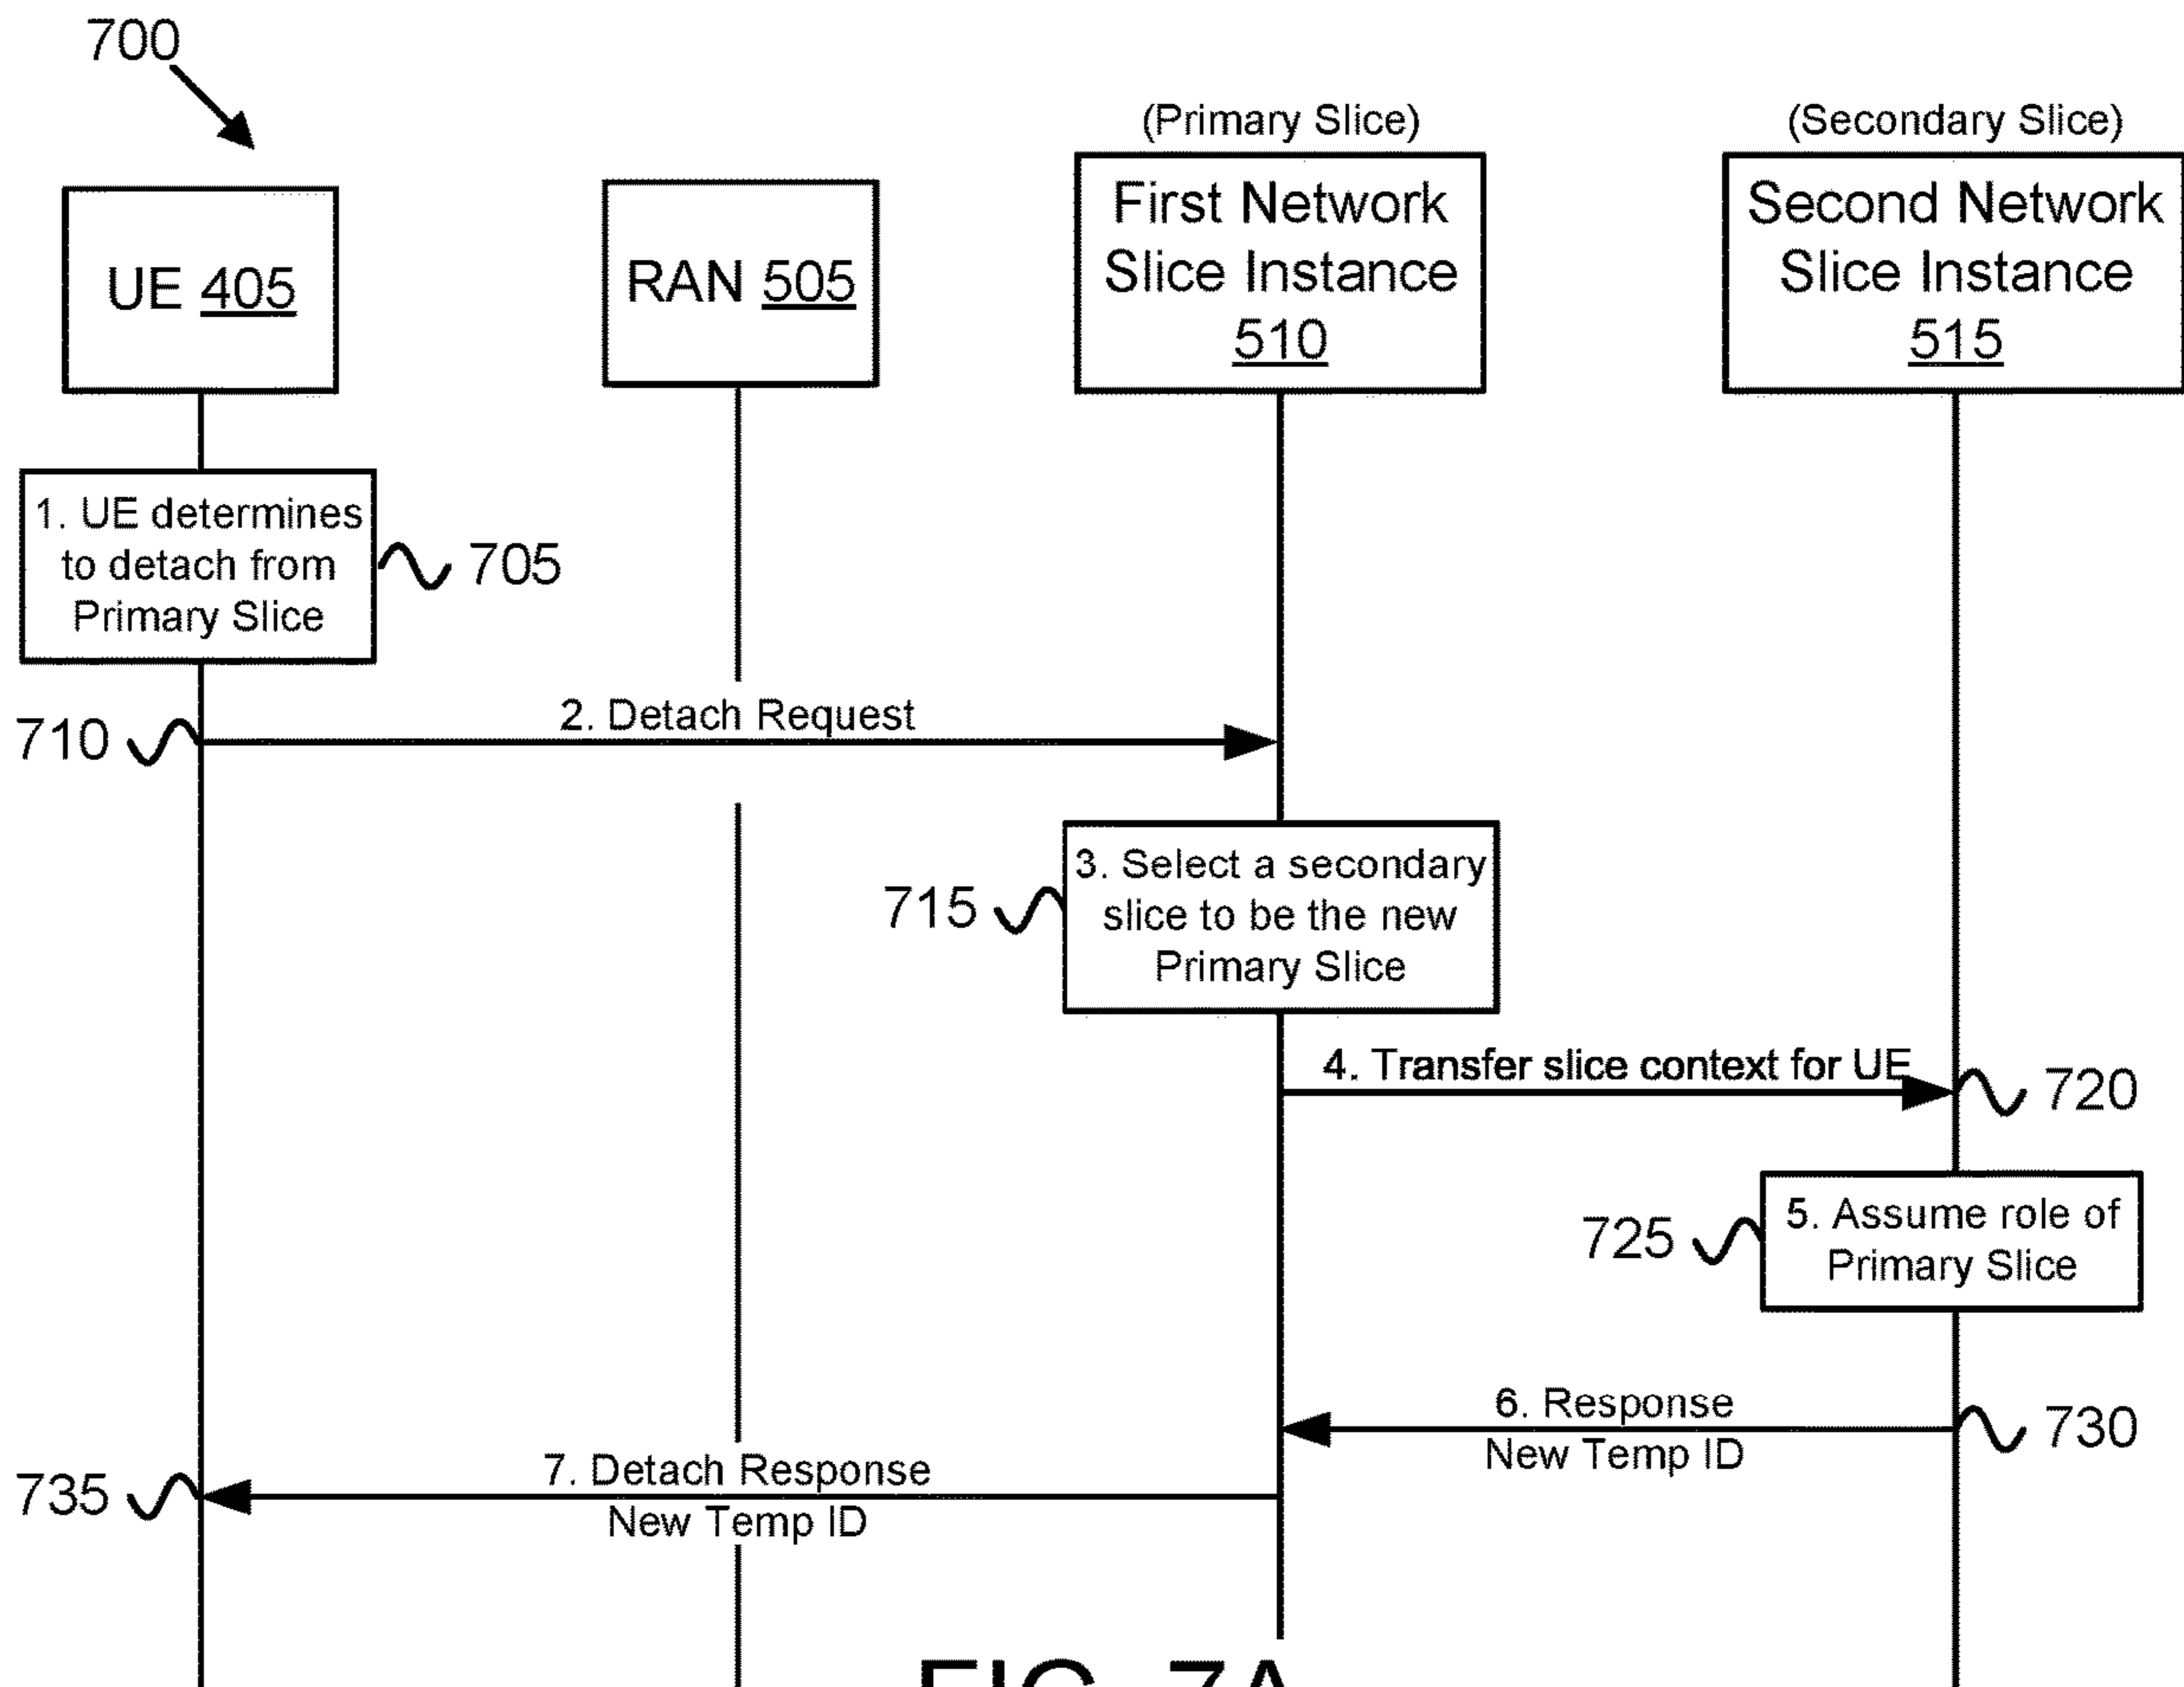 700
(Primary Slice)
(Secondary Slice)
UE 405
RAN 505
First Network
Slice Instance
510
Second Network
Slice Instance
515
1. UE determines
to detach from
Primary Slice
705
710
2. Detach Request
3. Select a secondary
slice to be the new
Primary Slice
715
4. Transfer slice context for UE
720
5. Assume role of
Primary Slice
725
6. Response
New Temp ID
730
7. Detach Response
New Temp ID
735
FIG. 7A